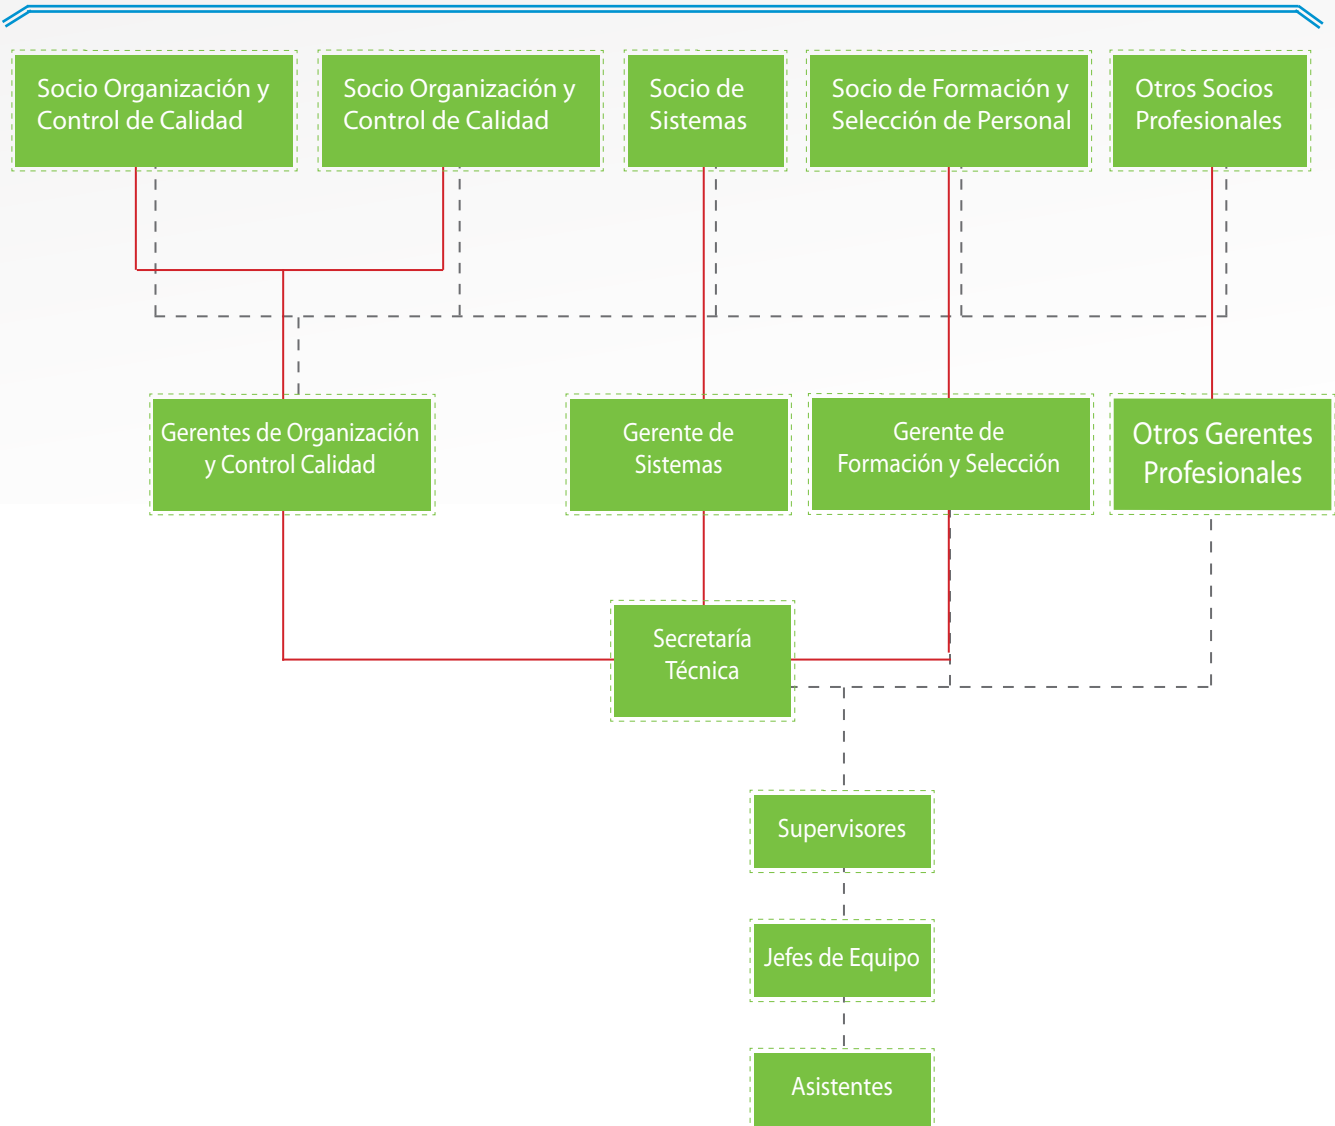 Socio Organización y
Control de Calidad
Socio Organización y
Control de Calidad
Socio de
Sistemas
Socio de Formación y
Selección de Personal
Otros Socios
Profesionales
Gerentes de Organización
y Control Calidad
Gerente de
Sistemas
Gerente de
Formación y Selección
Otros Gerentes
Profesionales
Secretaría
Técnica
Supervisores
Jefes de Equipo
Asistentes